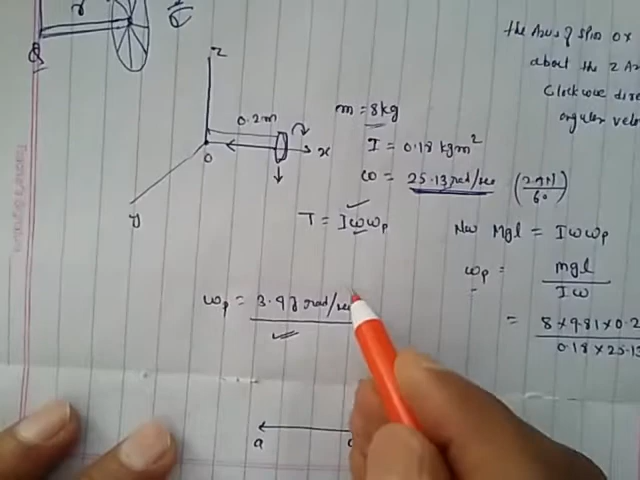 r
Q
the Axis of Spin OX
about the Z Ax
Clockwise dire
angular velo
Z
0.2m
x
O
y
m = 8kg
I = 0.18 kgm²
ω = 25.13 rad/sec (2πN/60)
T = Iωωp
Now Mgl = Iωωp
ωp = mgl/Iω
= 8×9.81×0.2/0.18×25.13
ωp = 3.47 rad/sec
a